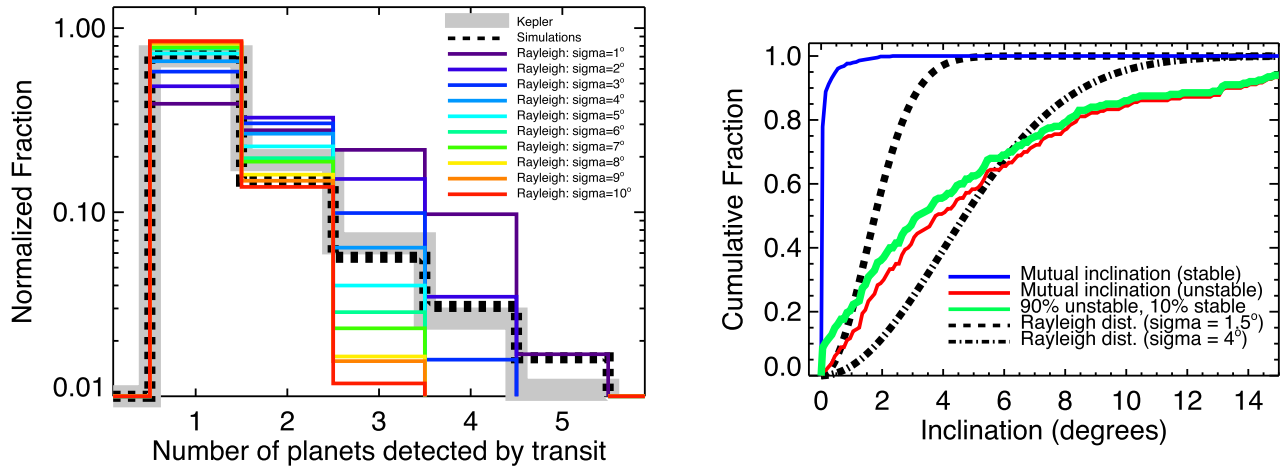 Normalized Fraction
1.00
0.10
0.01
1 2 3 4 5
Number of planets detected by transit
Kepler
Simulations
Rayleigh: sigma=1°
Rayleigh: sigma=2°
Rayleigh: sigma=3°
Rayleigh: sigma=4°
Rayleigh: sigma=5°
Rayleigh: sigma=6°
Rayleigh: sigma=7°
Rayleigh: sigma=8°
Rayleigh: sigma=9°
Rayleigh: sigma=10°
Cumulative Fraction
1.0
0.8
0.6
0.4
0.2
0.0
0 2 4 6 8 10 12 14
Inclination (degrees)
Mutual inclination (stable)
Mutual inclination (unstable)
90% unstable, 10% stable
Rayleigh dist. (sigma = 1.5°)
Rayleigh dist. (sigma = 4°)